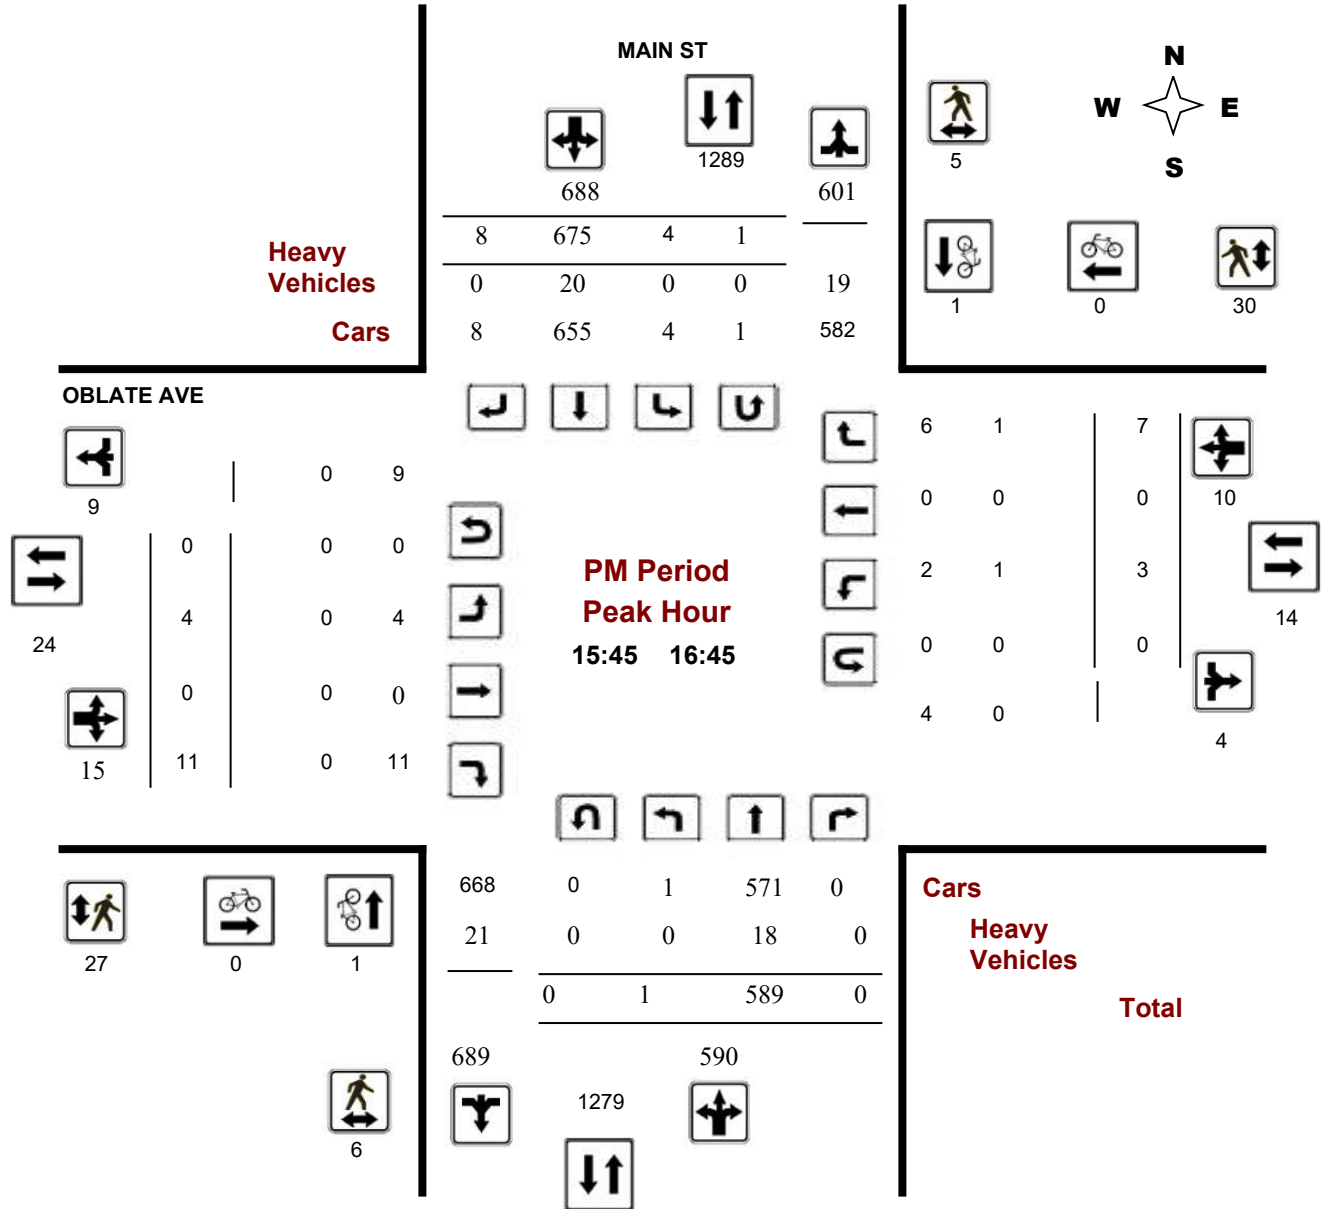 MAIN ST
N
W E
S
1289
5
688
601
8 675 4 1
Heavy
Vehicles
0 20 0 0 19
1 0 30
Cars
8 655 4 1 582
OBLATE AVE
6 1 7
0 9
9
0 0 0 10
0 0 0
PM Period
2 1 3
Peak Hour
4 0 4
14
24
15:45 16:45
0 0 0
0 0 0
4 0
4
15
11 0 11
668 0 1 571 0
Cars
21 0 0 18 0
Heavy
Vehicles
27 0 1
0 1 589 0
Total
689 590
1279
6